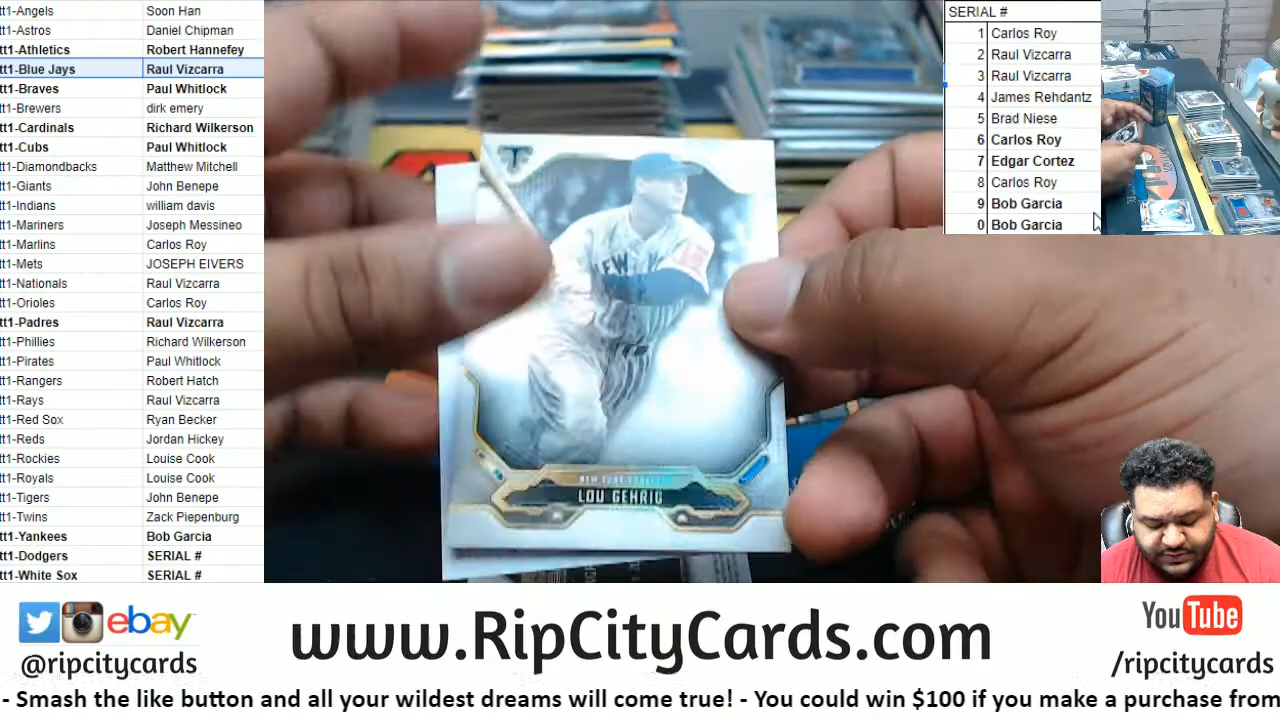 tt1-Angels Soon Han
tt1-Astros Daniel Chipman
tt1-Athletics Robert Hannefey
tt1-Blue Jays Raul Vizcarra
tt1-Braves Paul Whitlock
tt1-Brewers dirk emery
tt1-Cardinals Richard Wilkerson
tt1-Cubs Paul Whitlock
tt1-Diamondbacks Matthew Mitchell
tt1-Giants John Benepe
tt1-Indians william davis
tt1-Mariners Joseph Messineo
tt1-Marlins Carlos Roy
tt1-Mets JOSEPH EIVERS
tt1-Nationals Raul Vizcarra
tt1-Orioles Carlos Roy
tt1-Padres Raul Vizcarra
tt1-Phillies Richard Wilkerson
tt1-Pirates Paul Whitlock
tt1-Rangers Robert Hatch
tt1-Rays Raul Vizcarra
tt1-Red Sox Ryan Becker
tt1-Reds Jordan Hickey
tt1-Rockies Louise Cook
tt1-Royals Louise Cook
tt1-Tigers John Benepe
tt1-Twins Zack Piepenburg
tt1-Yankees Bob Garcia
tt1-Dodgers SERIAL #
tt1-White Sox SERIAL #
SERIAL #
1 Carlos Roy
2 Raul Vizcarra
3 Raul Vizcarra
4 James Rehdantz
5 Brad Niese
6 Carlos Roy
7 Edgar Cortez
8 Carlos Roy
9 Bob Garcia
0 Bob Garcia
NEW YORK YANKEES
LOU GEHRIG
ebay
@ripcitycards
www.RipCityCards.com
YouTube
/ripcitycards
- Smash the like button and all your wildest dreams will come true! - You could win $100 if you make a purchase from